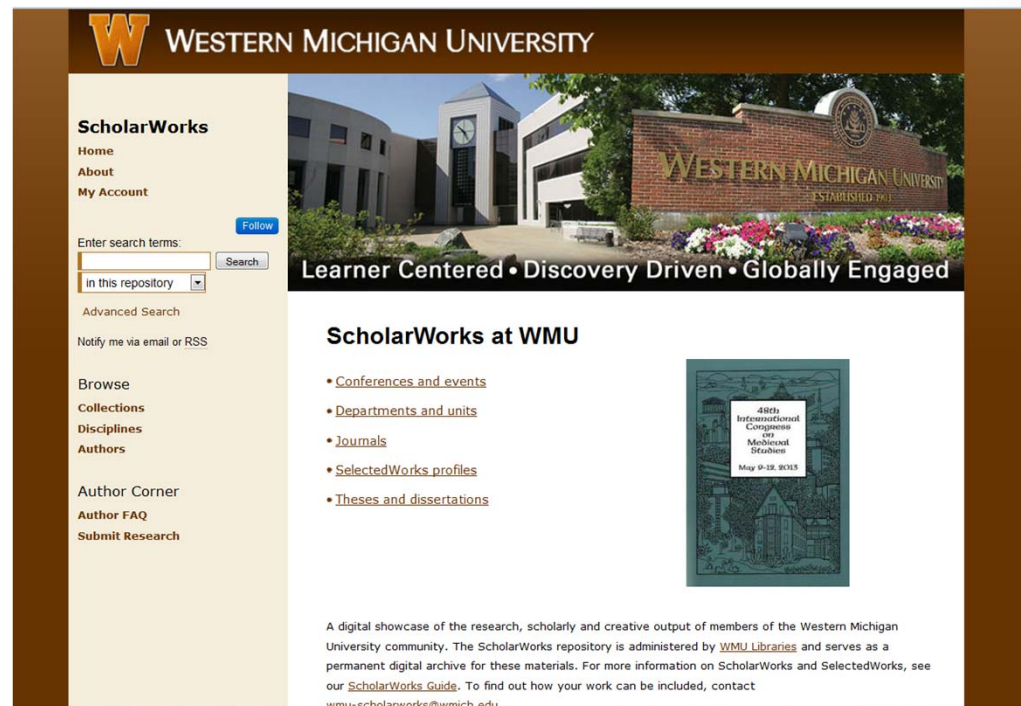 W WESTERN MICHIGAN UNIVERSITY
ScholarWorks
Home
About
My Account
Follow
Enter search terms:
Search
in this repository
Advanced Search
Notify me via email or RSS
Browse
Collections
Disciplines
Authors
Author Corner
Author FAQ
Submit Research
WESTERN MICHIGAN UNIVERSITY
ESTABLISHED 1903
Learner Centered • Discovery Driven • Globally Engaged
ScholarWorks at WMU
• Conferences and events
• Departments and units
• Journals
• SelectedWorks profiles
• Theses and dissertations
48th
International
Congress
on
Medieval
Studies
May 9-12, 2013
A digital showcase of the research, scholarly and creative output of members of the Western Michigan
University community. The ScholarWorks repository is administered by WMU Libraries and serves as a
permanent digital archive for these materials. For more information on ScholarWorks and SelectedWorks, see
our ScholarWorks Guide. To find out how your work can be included, contact
wmu-scholarworks@wmich.edu